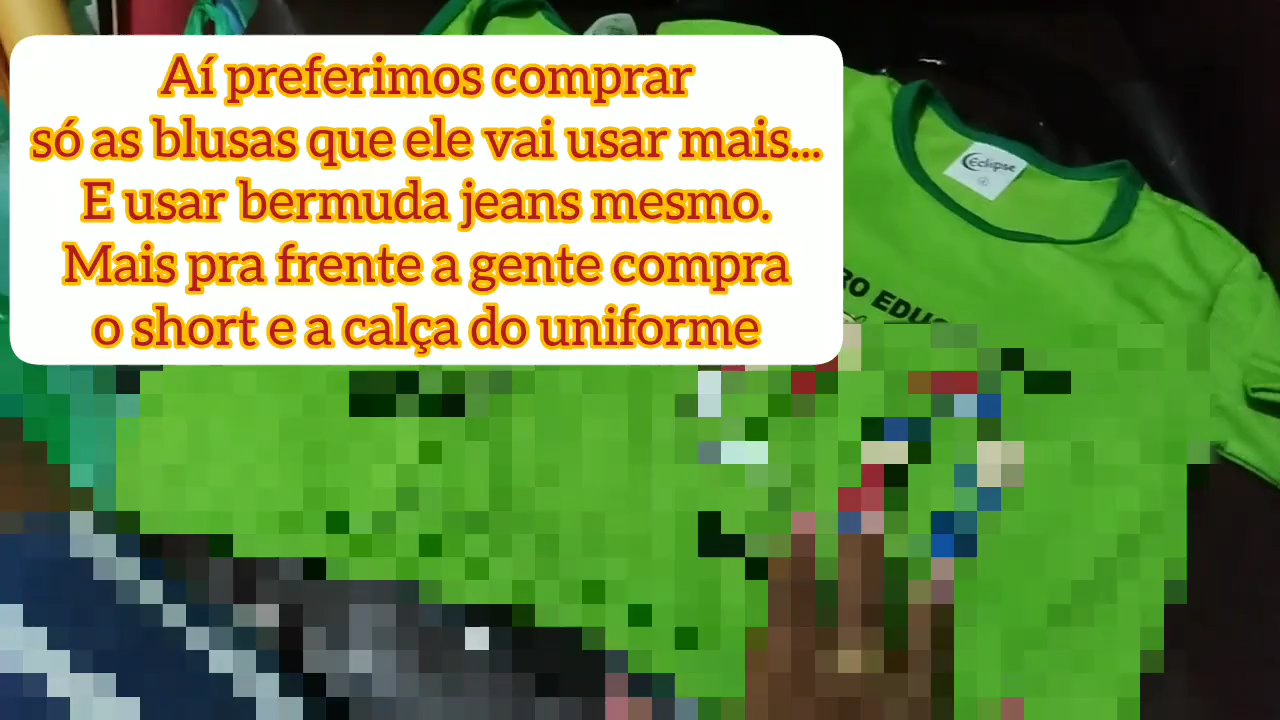 Aí preferimos comprar
só as blusas que ele vai usar mais...
E usar bermuda jeans mesmo.
Mais pra frente a gente compra
o short e a calça do uniforme
Eclipse
4